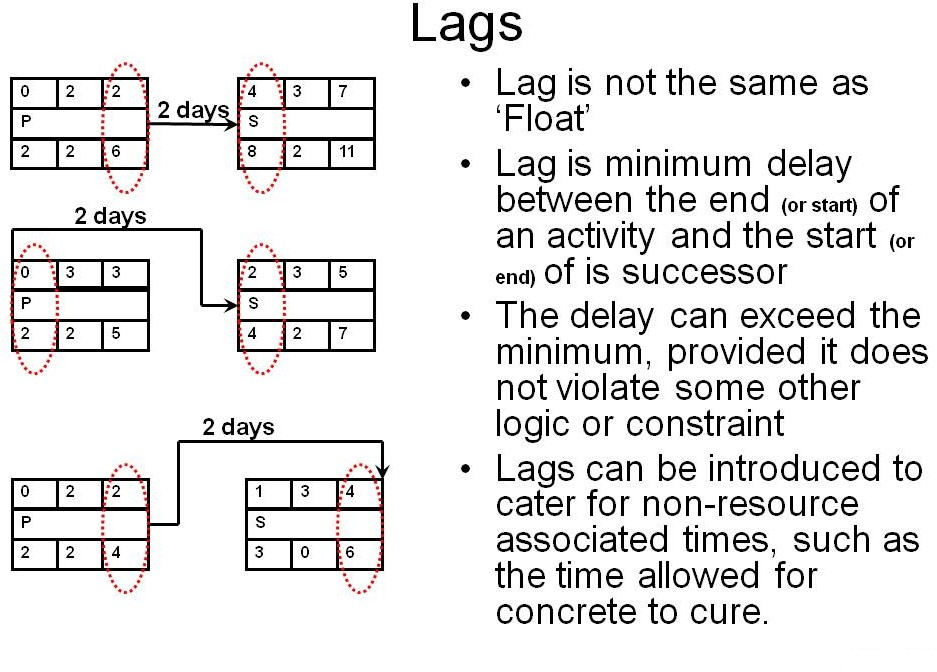 Lags
0 2 2
P
2 2 6
2 days
4 3 7
S
8 2 11
2 days
0 3 3
P
2 2 5
2 3 5
S
4 2 7
2 days
0 2 2
P
2 2 4
1 3 4
S
3 0 6
• Lag is not the same as
‘Float’
• Lag is minimum delay
between the end (or start) of
an activity and the start (or
end) of is successor
• The delay can exceed the
minimum, provided it does
not violate some other
logic or constraint
• Lags can be introduced to
cater for non-resource
associated times, such as
the time allowed for
concrete to cure.